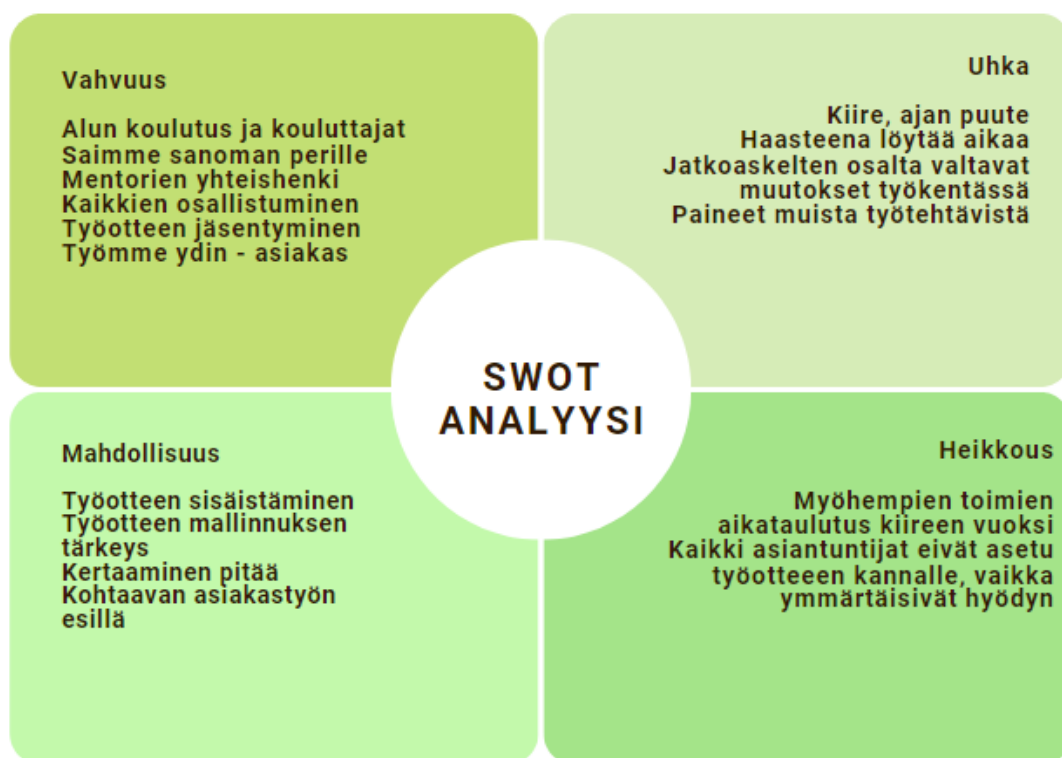 Vahvuus
Alun koulutus ja kouluttajat
Saimme sanoman perille
Mentorien yhteishenki
Kaikkien osallistuminen
Työotteen jäsentyminen
Työmme ydin - asiakas
Uhka
Kiire, ajan puute
Haasteena löytää aikaa
Jatkoaskelten osalta valtavat
muutokset työkentässä
Paineet muista työtehtävistä
SWOT
ANALYYSI
Mahdollisuus
Työotteen sisäistäminen
Työotteen mallinnuksen
tärkeys
Kertaaminen pitää
Kohtaavan asiakastyön
esillä
Heikkous
Myöhempien toimien
aikataulutus kiireen vuoksi
Kaikki asiantuntijat eivät asetu
työotteeen kannalle, vaikka
ymmärtäisivät hyödyn